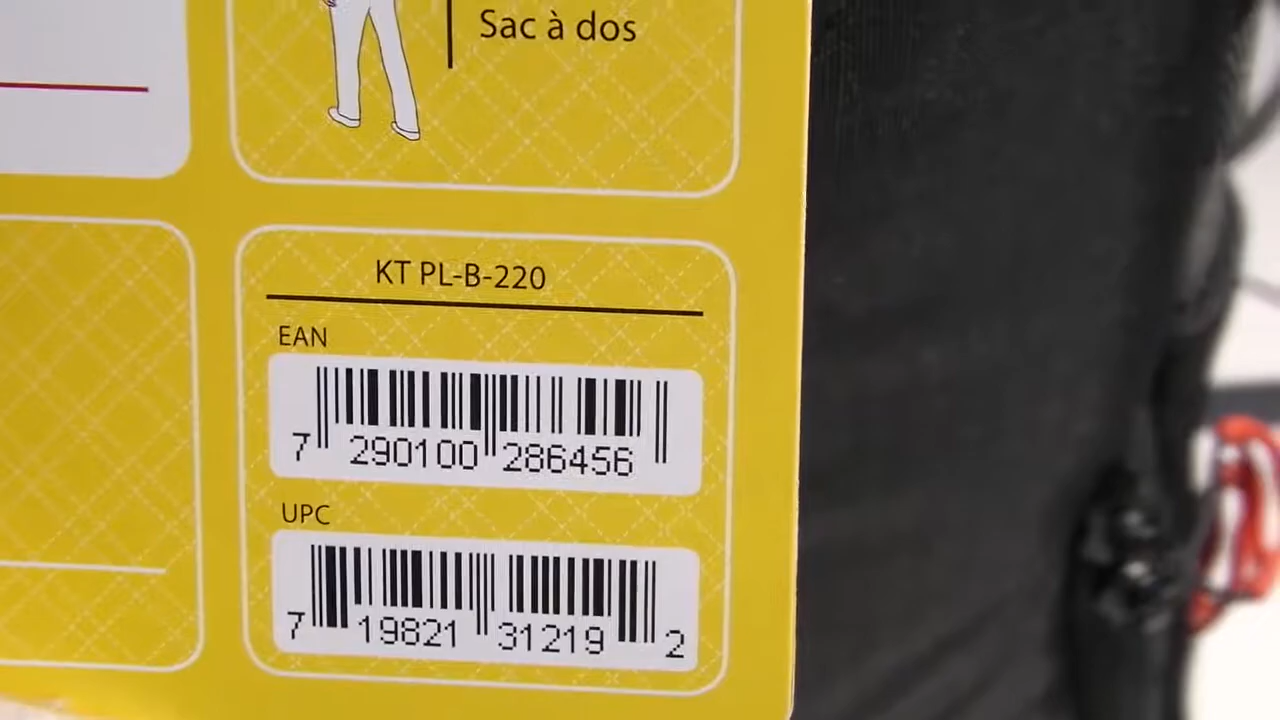 Sac à dos
KT PL-B-220
EAN
7 290100 286456
UPC
7 19821 31219 2